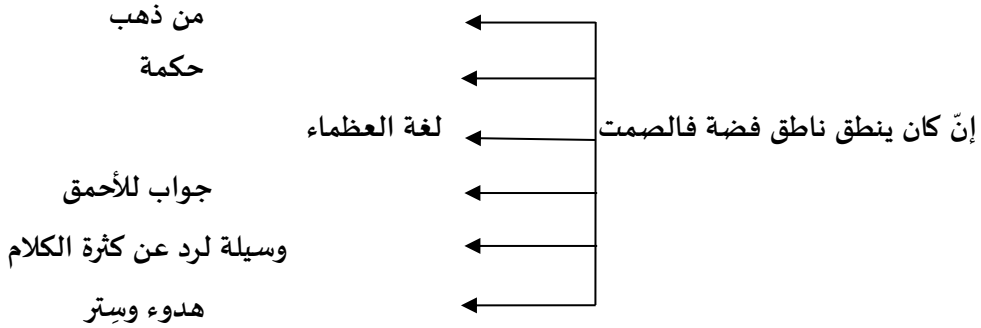 من ذهب
حكمة
إنّ كان ينطق ناطق فضة فالصمت
لغة العظماء
جواب للأحمق
وسيلة لرد عن كثرة الكلام
هدوء وسِتر